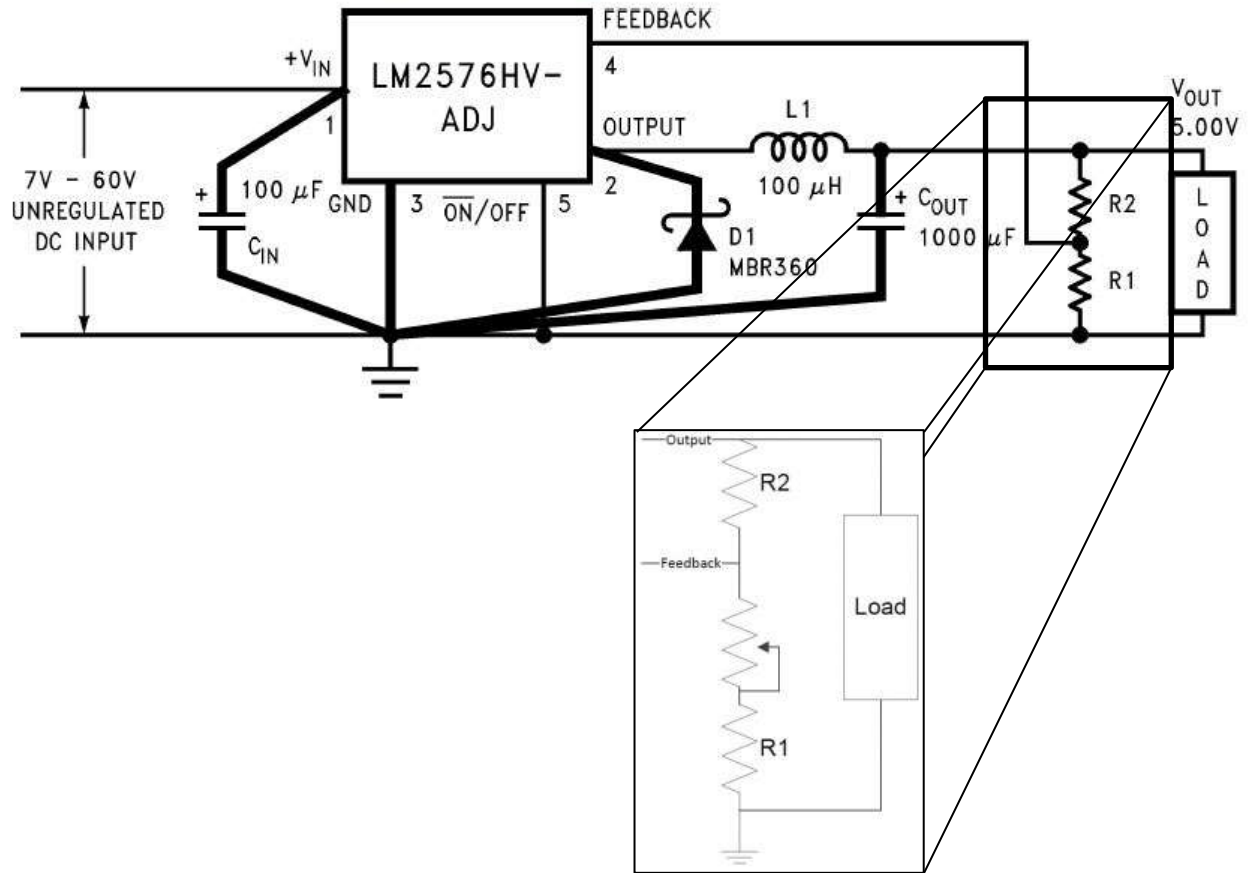 FEEDBACK
+VIN
LM2576HV-
ADJ
4
1
OUTPUT
2
L1
100 μH
VOUT
5.00V
7V - 60V
UNREGULATED
DC INPUT
+
100 μF
CIN
GND
3
ON/OFF
5
D1
MBR360
+
COUT
1000 μF
R2
R1
LOAD
Output
R2
Feedback
Load
R1